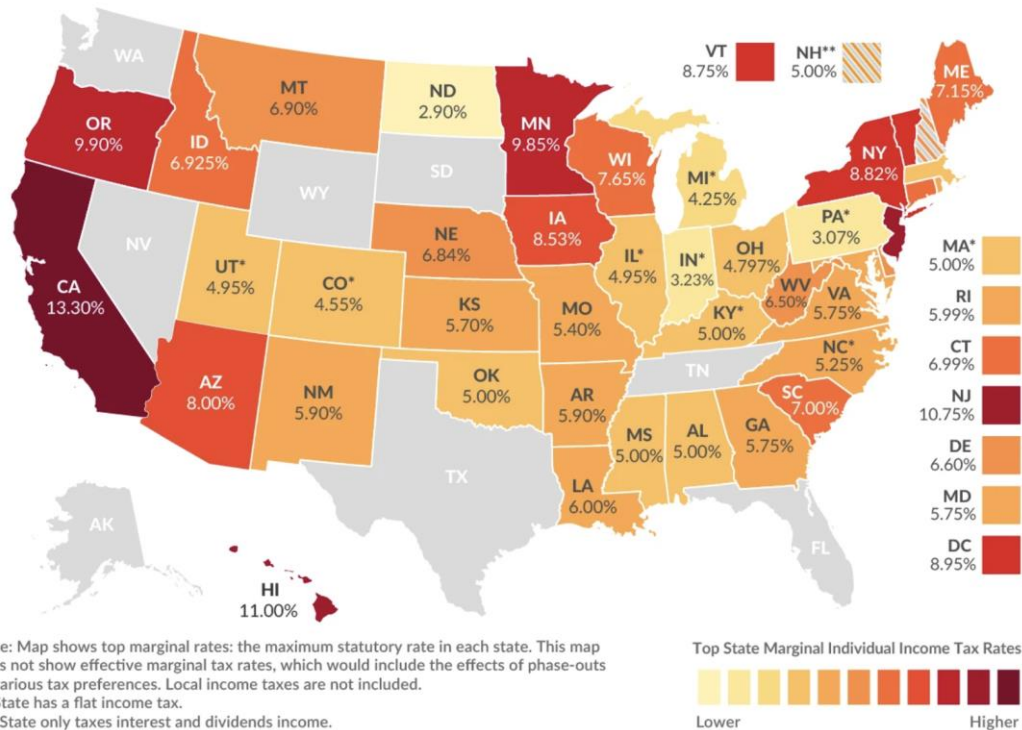 WA
VT
8.75%
NH**
5.00%
ME
7.15%
MT
6.90%
ND
2.90%
OR
9.90%
ID
6.925%
MN
9.85%
WI
7.65%
NY
8.82%
SD
WY
MI*
4.25%
IA
8.53%
PA*
3.07%
NE
6.84%
NV
UT*
4.95%
CO*
4.55%
IL*
4.95%
IN*
3.23%
OH
4.797%
MA*
5.00%
CA
13.30%
WV
6.50%
VA
5.75%
KS
5.70%
MO
5.40%
KY*
5.00%
RI
5.99%
NC*
5.25%
TN
CT
6.99%
AZ
8.00%
NM
5.90%
OK
5.00%
AR
5.90%
SC
7.00%
NJ
10.75%
MS
5.00%
AL
5.00%
GA
5.75%
DE
6.60%
TX
LA
6.00%
MD
5.75%
AK
FL
DC
8.95%
HI
11.00%
e: Map shows top marginal rates: the maximum statutory rate in each state. This map
s not show effective marginal tax rates, which would include the effects of phase-outs
arious tax preferences. Local income taxes are not included.
tate has a flat income tax.
State only taxes interest and dividends income.
Top State Marginal Individual Income Tax Rates
Lower
Higher